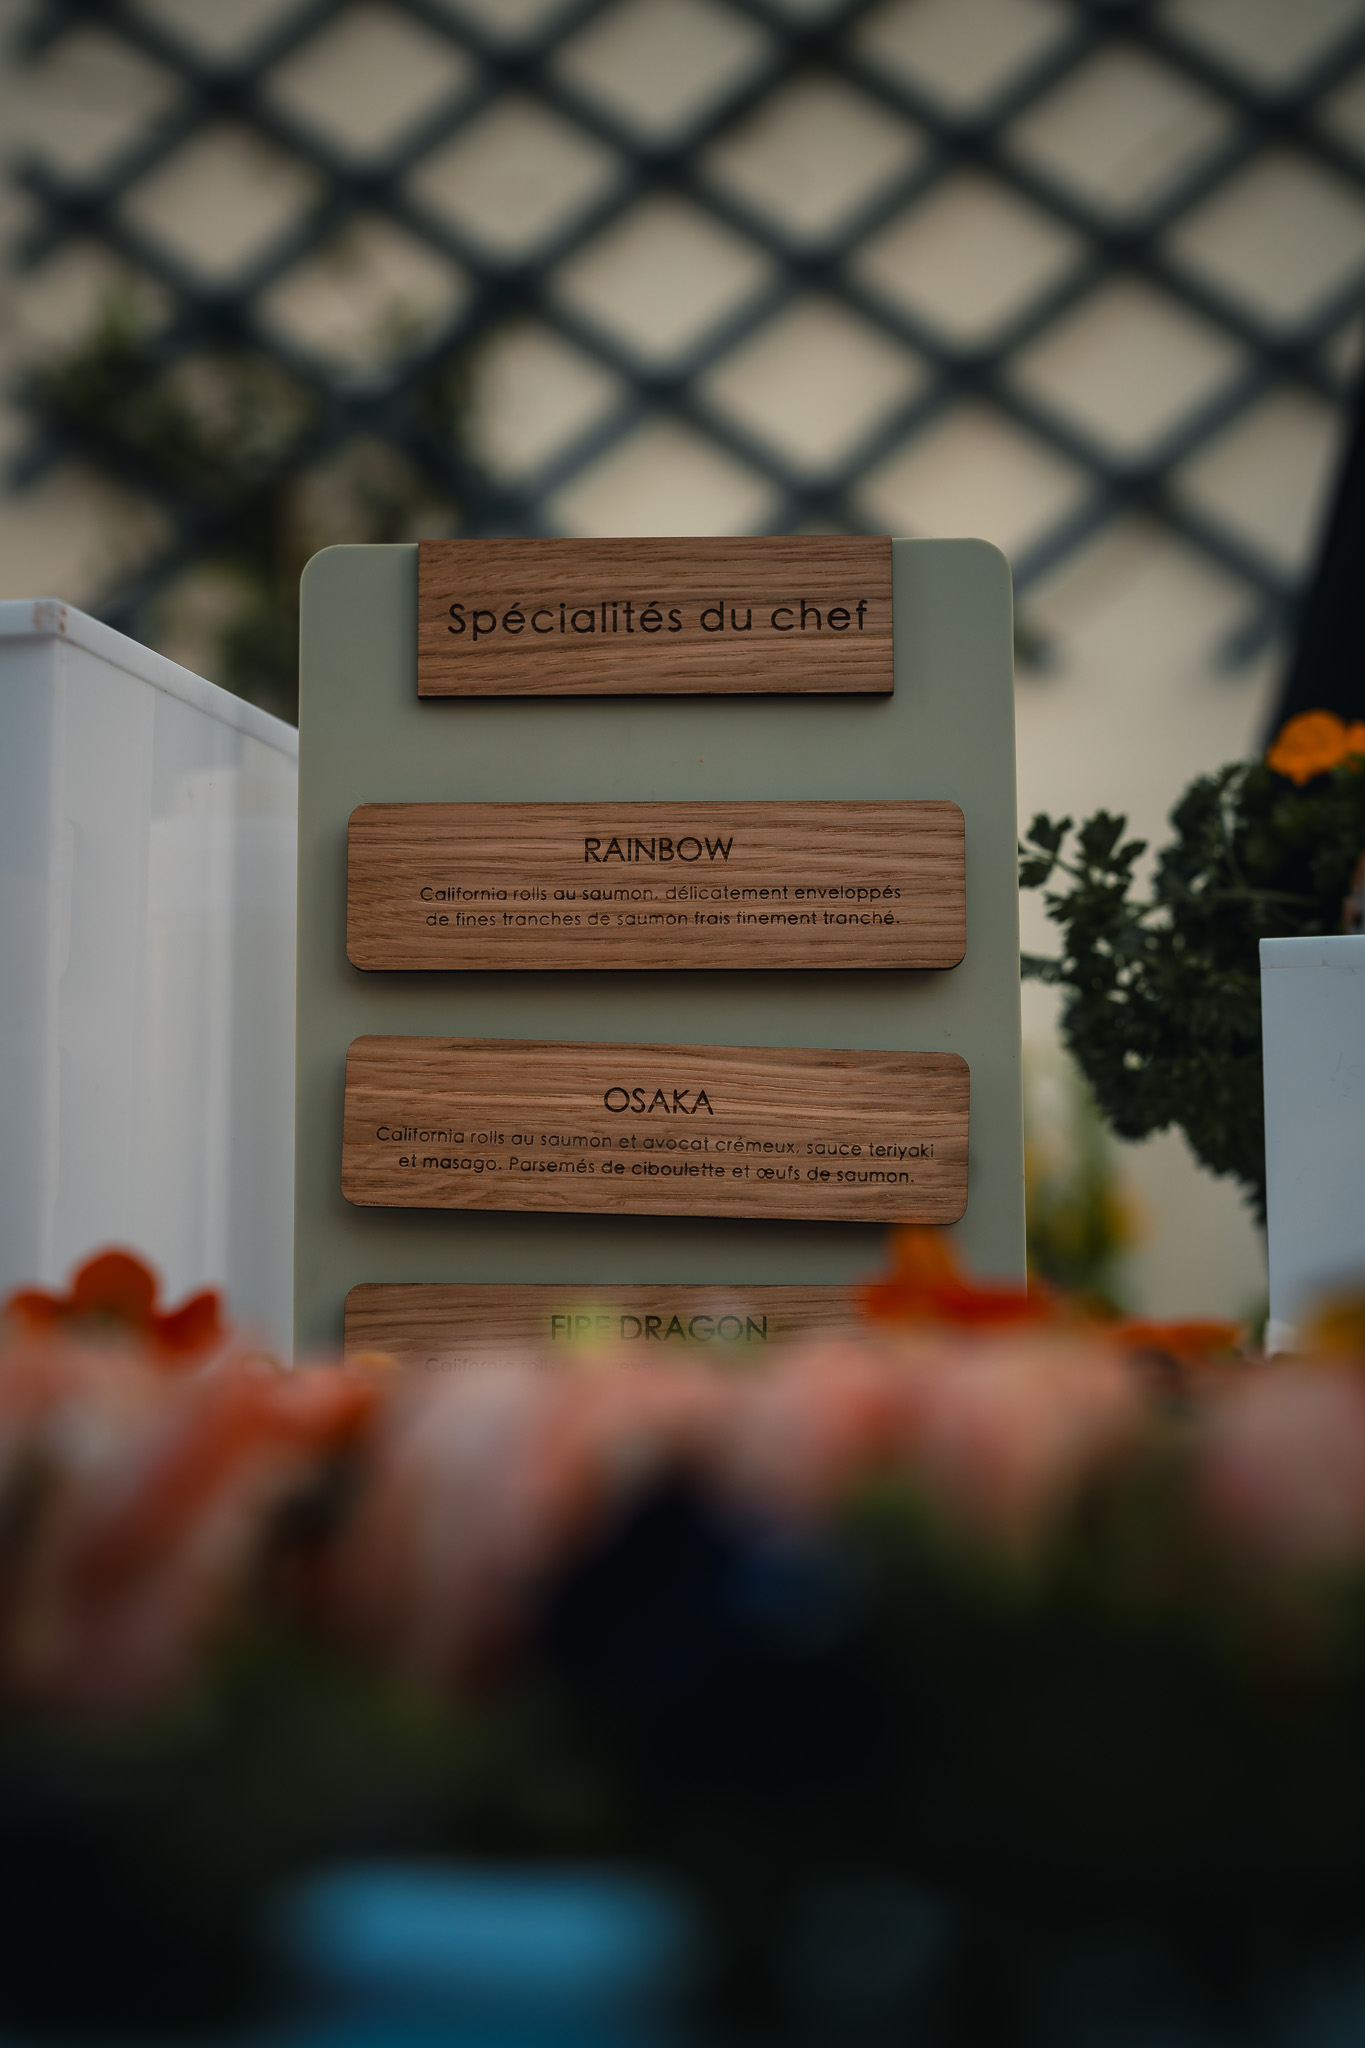 Spécialités du chef
RAINBOW
California rolls au saumon, délicatement enveloppés
de fines tranches de saumon frais finement tranché.
OSAKA
California rolls au saumon et avocat crémeux, sauce teriyaki
et masago. Parsemés de ciboulette et œufs de saumon.
FIRE DRAGON
California rolls